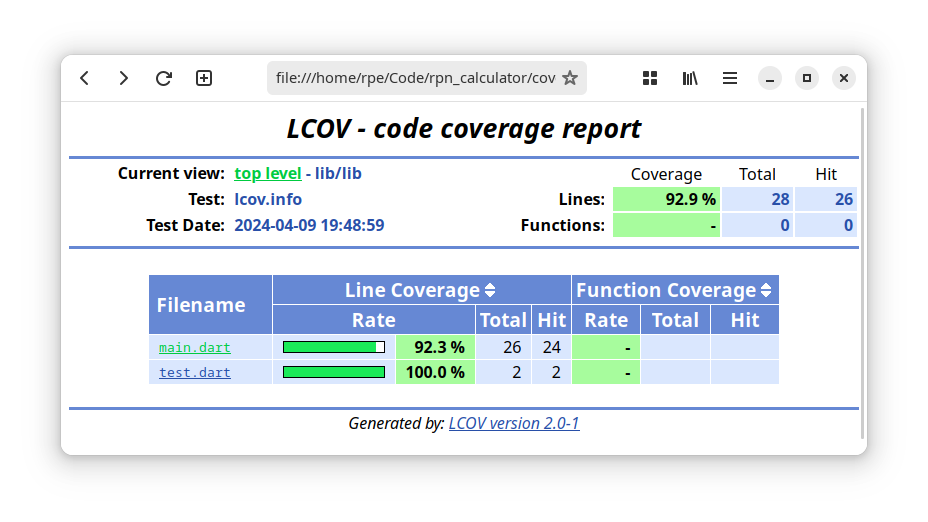 file:///home/rpe/Code/rpn_calculator/cov
LCOV - code coverage report
Current view: top level - lib/lib Coverage Total Hit
Test: lcov.info Lines: 92.9 % 28 26
Test Date: 2024-04-09 19:48:59 Functions: - 0 0
Filename Line Coverage Function Coverage
Rate Total Hit Rate Total Hit
main.dart 92.3 % 26 24 -
test.dart 100.0 % 2 2 -
Generated by: LCOV version 2.0-1